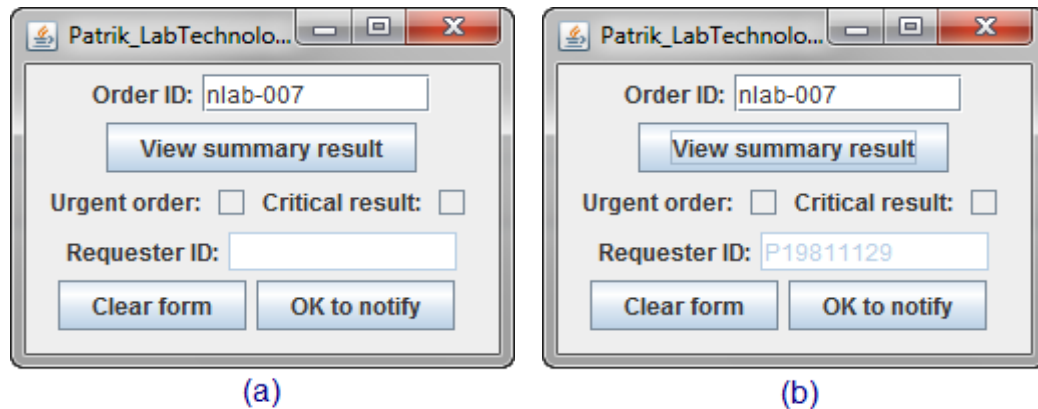 Patrik_LabTechnolo...
Order ID: nlab-007
View summary result
Urgent order: Critical result:
Requester ID:
Clear form OK to notify
(a)
Patrik_LabTechnolo...
Order ID: nlab-007
View summary result
Urgent order: Critical result:
Requester ID: P19811129
Clear form OK to notify
(b)